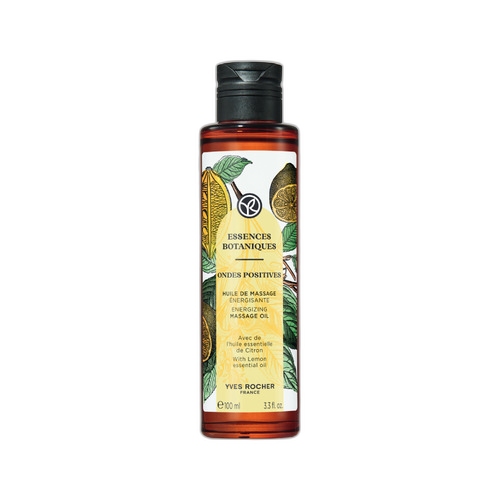 ESSENCES
BOTANIQUES
ONDES POSITIVES
HUILE DE MASSAGE
ÉNERGISANTE
ENERGIZING
MASSAGE OIL
Avec de
l'huile essentielle
de Citron
With Lemon
essential oil
YVES ROCHER
FRANCE
℮100 ml 3.3 fl. oz.